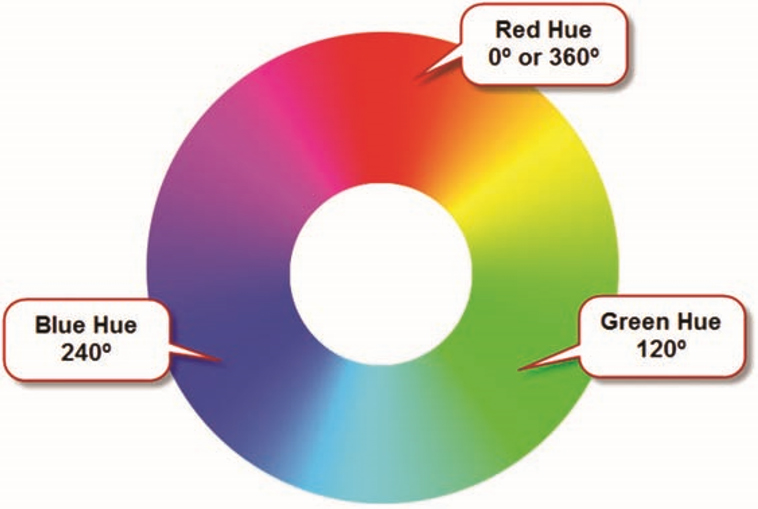 Red Hue
0º or 360º
Blue Hue
240º
Green Hue
120º